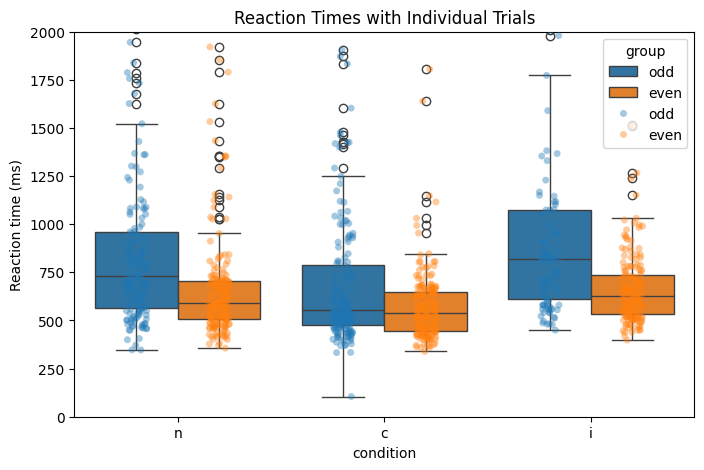 Reaction Times with Individual Trials
Reaction time (ms)
2000
1750
1500
1250
1000
750
500
250
0
n
c
i
condition
group
odd
even
odd
even